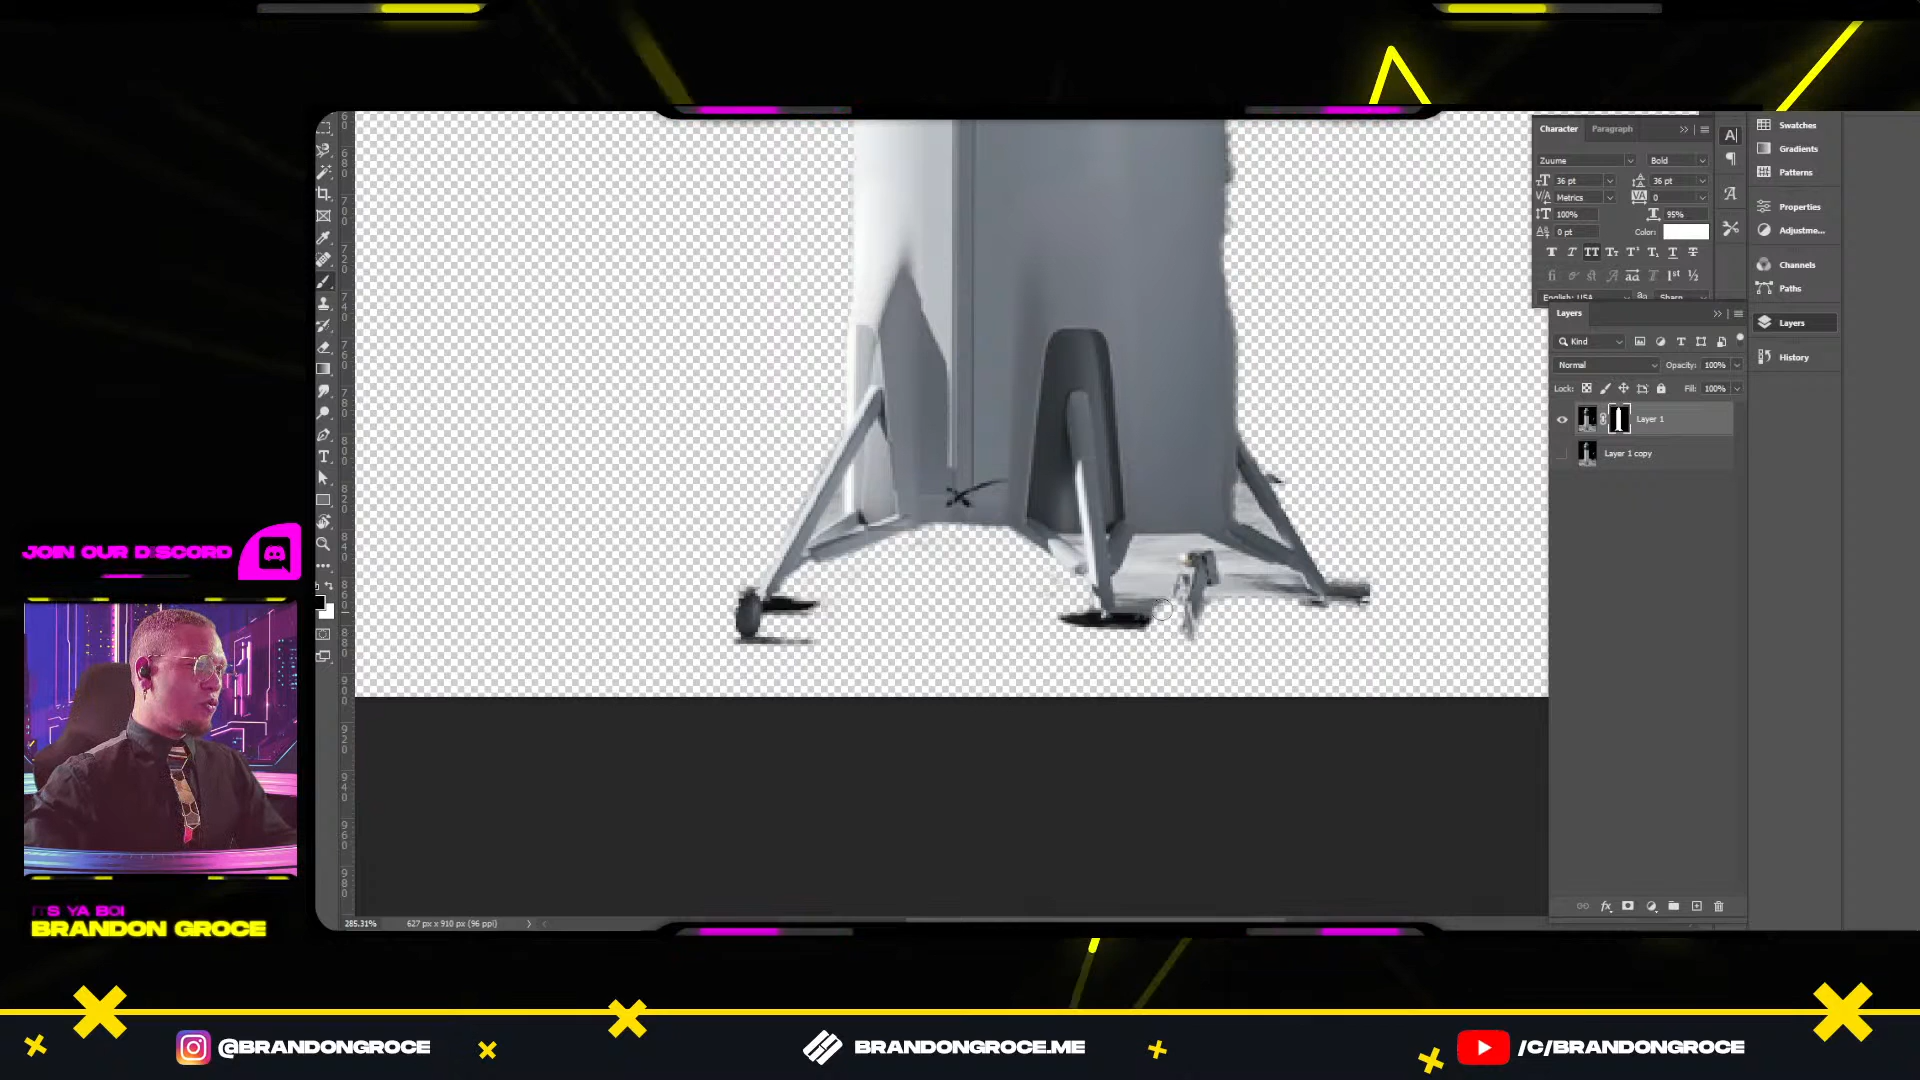 Character
Paragraph
Zuume
Bold
36 pt
36 pt
Metrics
0
100%
95%
0 pt
Color:
English: USA
Sharp
Swatches
Gradients
Patterns
Properties
Adjustme...
Channels
Paths
Layers
History
Layers
Kind
Normal
Opacity: 100%
Lock:
Fill: 100%
Layer 1
Layer 1 copy
285.31%
627 px x 910 px (96 ppi)
JOIN OUR DISCORD
IT'S YA BOI
BRANDON GROCE
@BRANDONGROCE
BRANDONGROCE.ME
/C/BRANDONGROCE